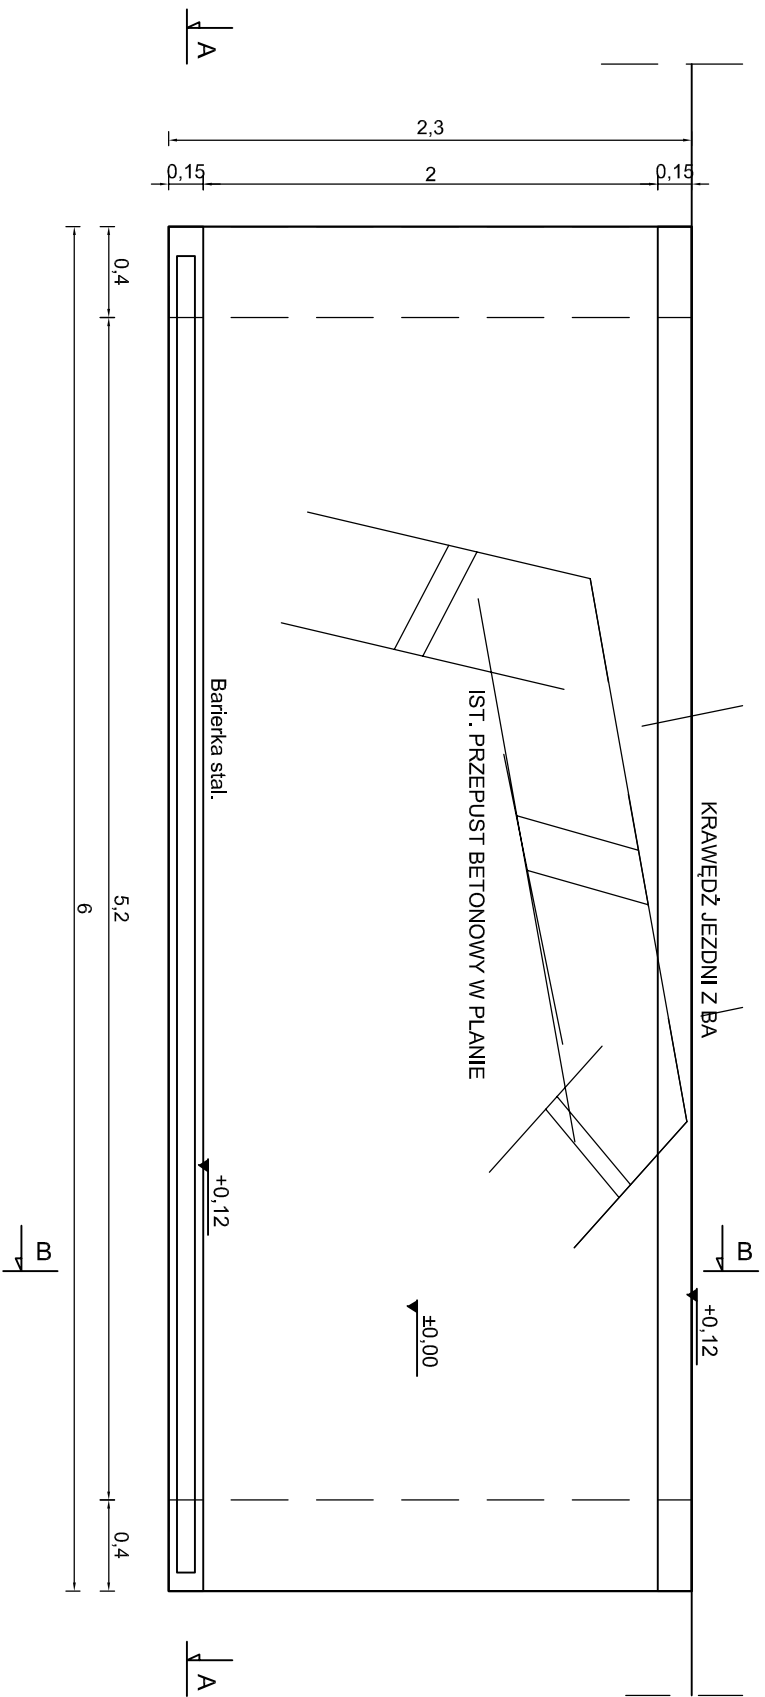 A
2,3
0,15
2
0,15
0,4
5,2
6
0,4
Barierka stal.
IST. PRZEPUST BETONOWY W PLANIE
KRAWĘDŹ JEZDNI Z BA
+0,12
±0,00
+0,12
B
B
A